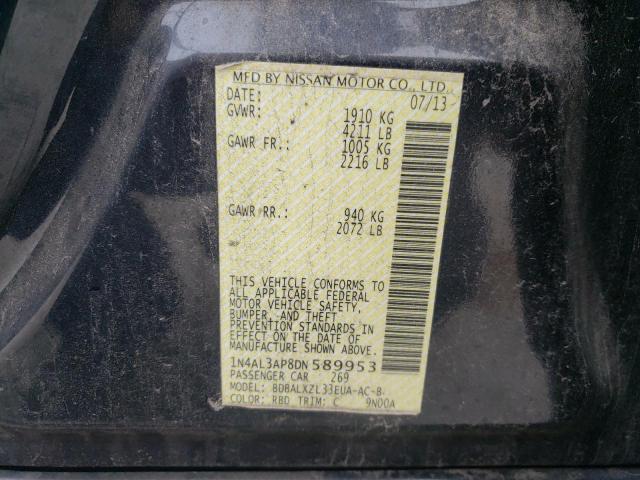 MFD BY NISSAN MOTOR CO., LTD.
DATE: 07/13
GVWR: 1910 KG
4211 LB
GAWR FR.: 1005 KG
2216 LB
GAWR RR.: 940 KG
2072 LB
THIS VEHICLE CONFORMS TO
ALL APPLICABLE FEDERAL
MOTOR VEHICLE SAFETY,
BUMPER, AND THEFT
PREVENTION STANDARDS IN
EFFECT ON THE DATE OF
MANUFACTURE SHOWN ABOVE.
1N4AL3AP8DN 589953
PASSENGER CAR 269
MODEL: BDBALXZL33EUA-AC-B-
COLOR: RBD TRIM: C 9N00A